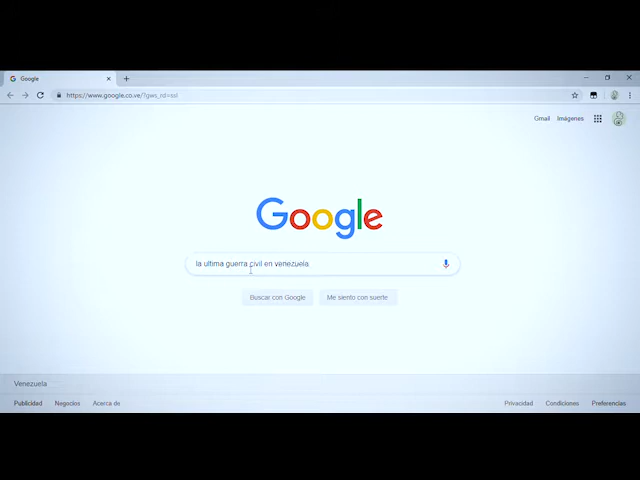 Google
https://www.google.co.ve/?gws_rd=ssl
Gmail Imágenes
Google
la ultima guerra civil en venezuela
Buscar con Google Me siento con suerte
Venezuela
Publicidad Negocios Acerca de Privacidad Condiciones Preferencias